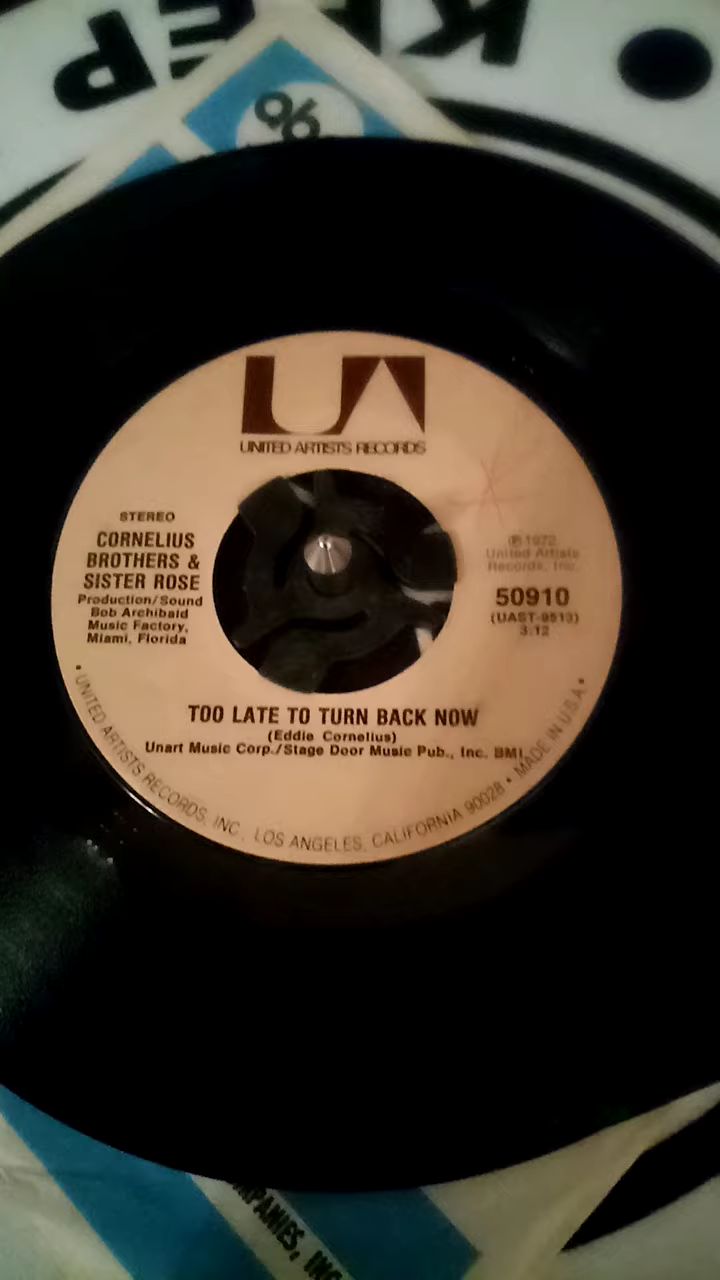 KEEP
96
UA
UNITED ARTISTS RECORDS
STEREO
CORNELIUS
BROTHERS &
SISTER ROSE
Production/Sound
Bob Archibald
Music Factory,
Miami, Florida
℗ 1972
United Artists
Records, Inc.
50910
(UAST-9513)
3:12
TOO LATE TO TURN BACK NOW
(Eddie Cornelius)
Unart Music Corp./Stage Door Music Pub., Inc. BMI
• UNITED ARTISTS RECORDS, INC., LOS ANGELES, CALIFORNIA 90028 • MADE IN U.S.A •
INC